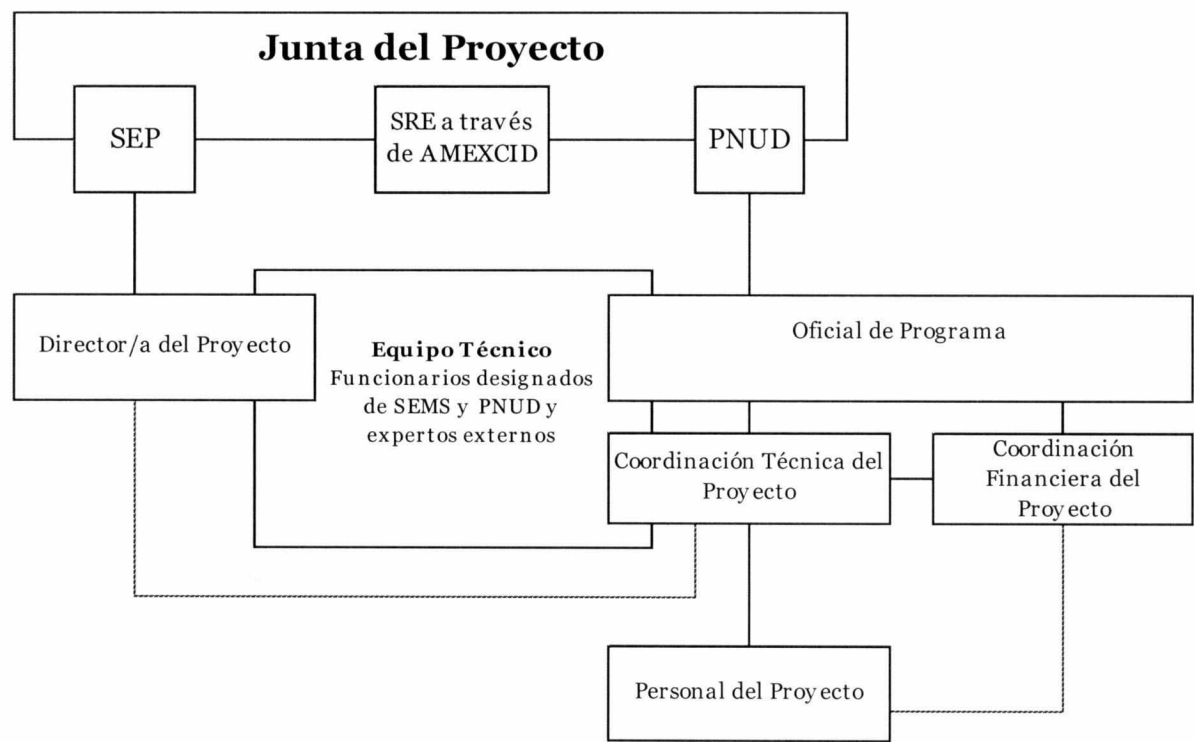 Junta del Proyecto
SEP
SRE a través
de AMEXCID
PNUD
Director/a del Proyecto
Equipo Técnico
Funcionarios designados
de SEMS y PNUD y
expertos externos
Oficial de Programa
Coordinación Técnica del
Proyecto
Coordinación
Financiera del
Proyecto
Personal del Proyecto